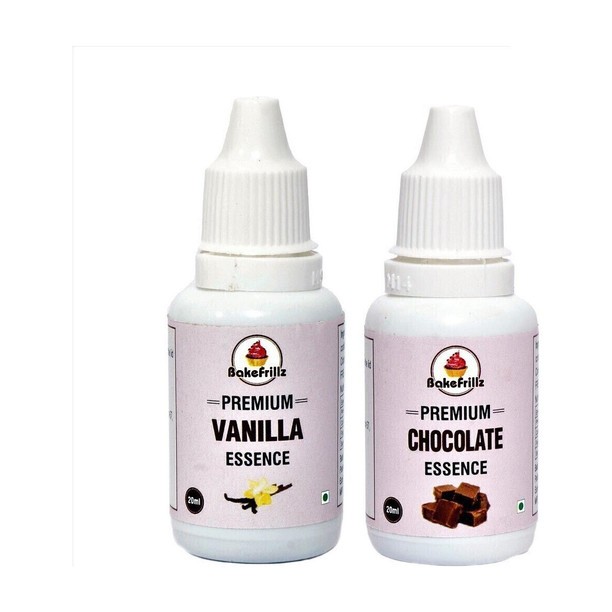 BakeFrillz
PREMIUM
VANILLA
ESSENCE
20ml
BakeFrillz
PREMIUM
CHOCOLATE
ESSENCE
20ml